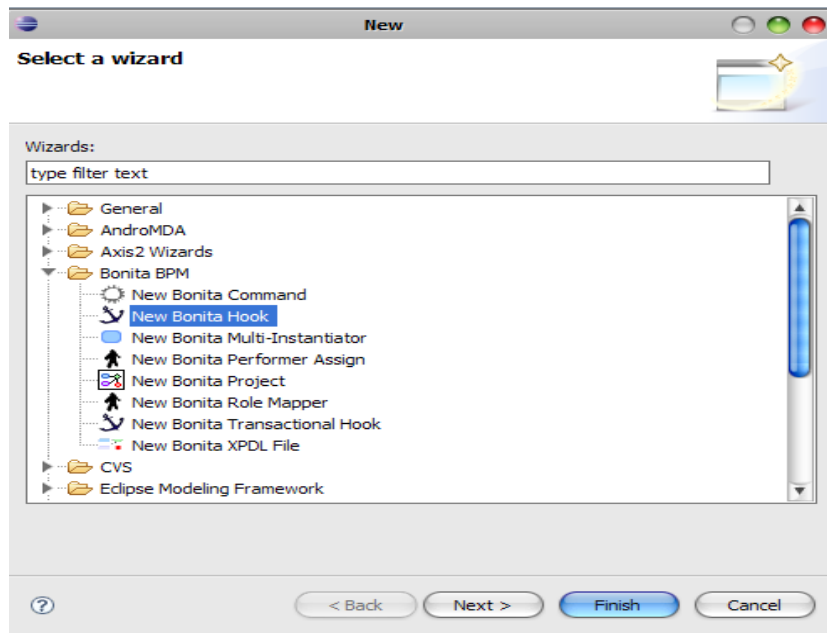 New
Select a wizard
Wizards:
type filter text
General
AndroMDA
Axis2 Wizards
Bonita BPM
New Bonita Command
New Bonita Hook
New Bonita Multi-Instantiator
New Bonita Performer Assign
New Bonita Project
New Bonita Role Mapper
New Bonita Transactional Hook
New Bonita XPDL File
CVS
Eclipse Modeling Framework
? < Back Next > Finish Cancel